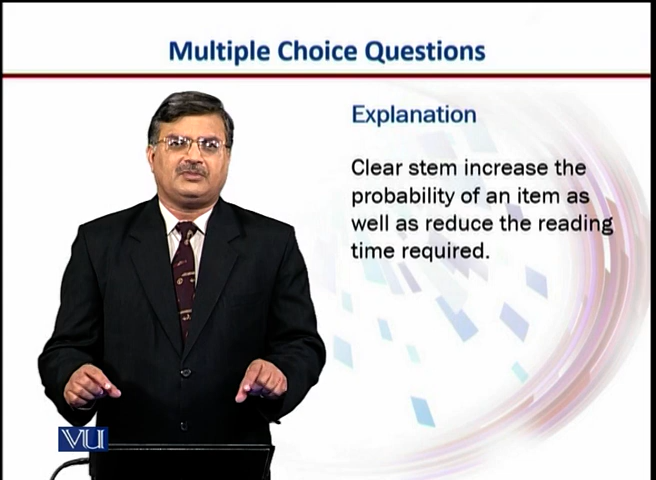 Multiple Choice Questions
Explanation
Clear stem increase the
probability of an item as
well as reduce the reading
time required.
VU